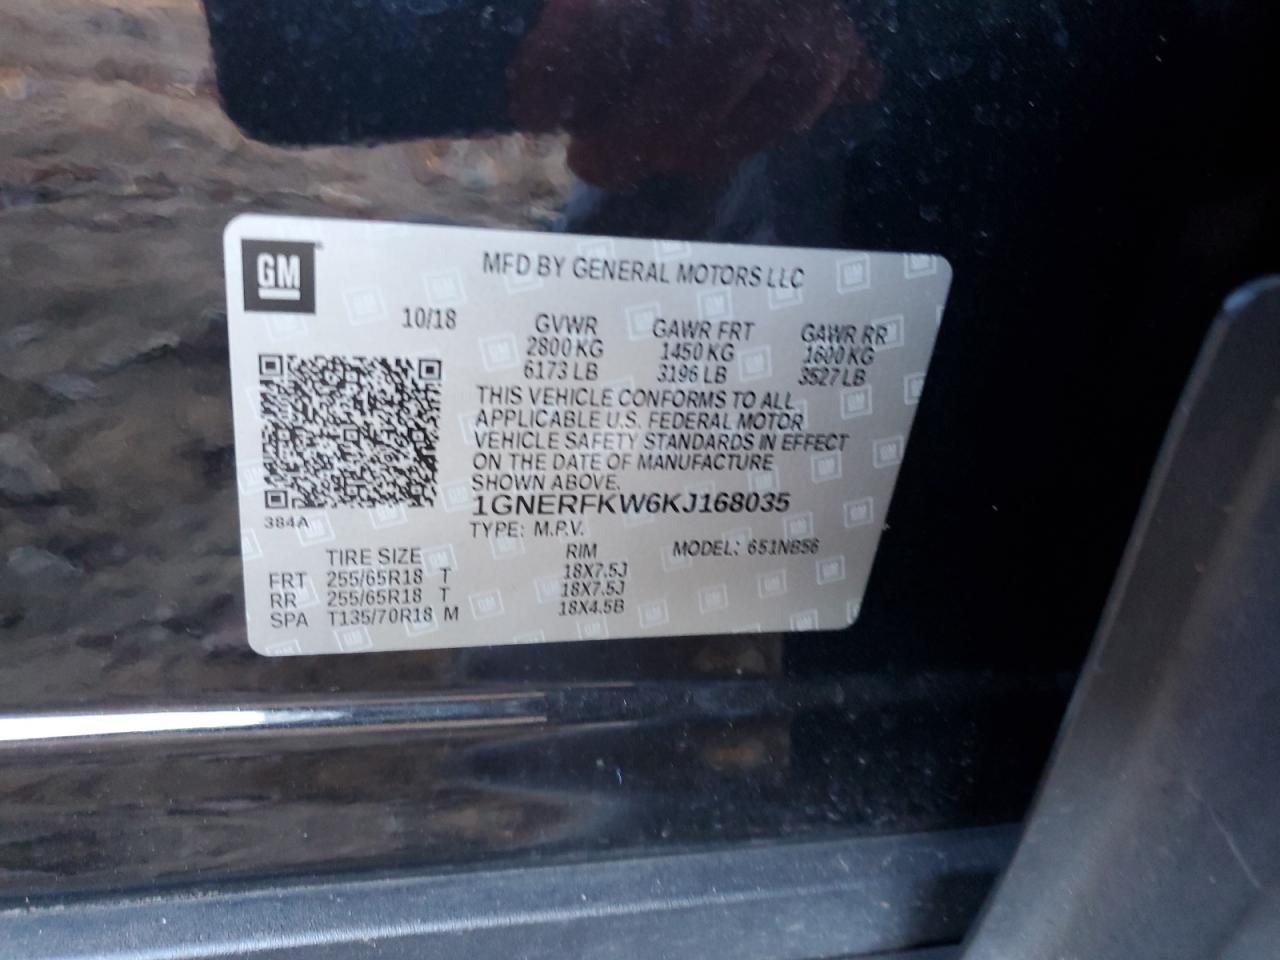 GM
MFD BY GENERAL MOTORS LLC
10/18 GVWR GAWR FRT GAWR RR
2800 KG 1450 KG 1600 KG
6173 LB 3196 LB 3527 LB
THIS VEHICLE CONFORMS TO ALL
APPLICABLE U.S. FEDERAL MOTOR
VEHICLE SAFETY STANDARDS IN EFFECT
ON THE DATE OF MANUFACTURE
SHOWN ABOVE.
1GNERFKW6KJ168035
384A
TYPE: M.P.V.
TIRE SIZE RIM MODEL: 651NB56
FRT 255/65R18 T 18X7.5J
RR 255/65R18 T 18X7.5J
SPA T135/70R18 M 18X4.5B